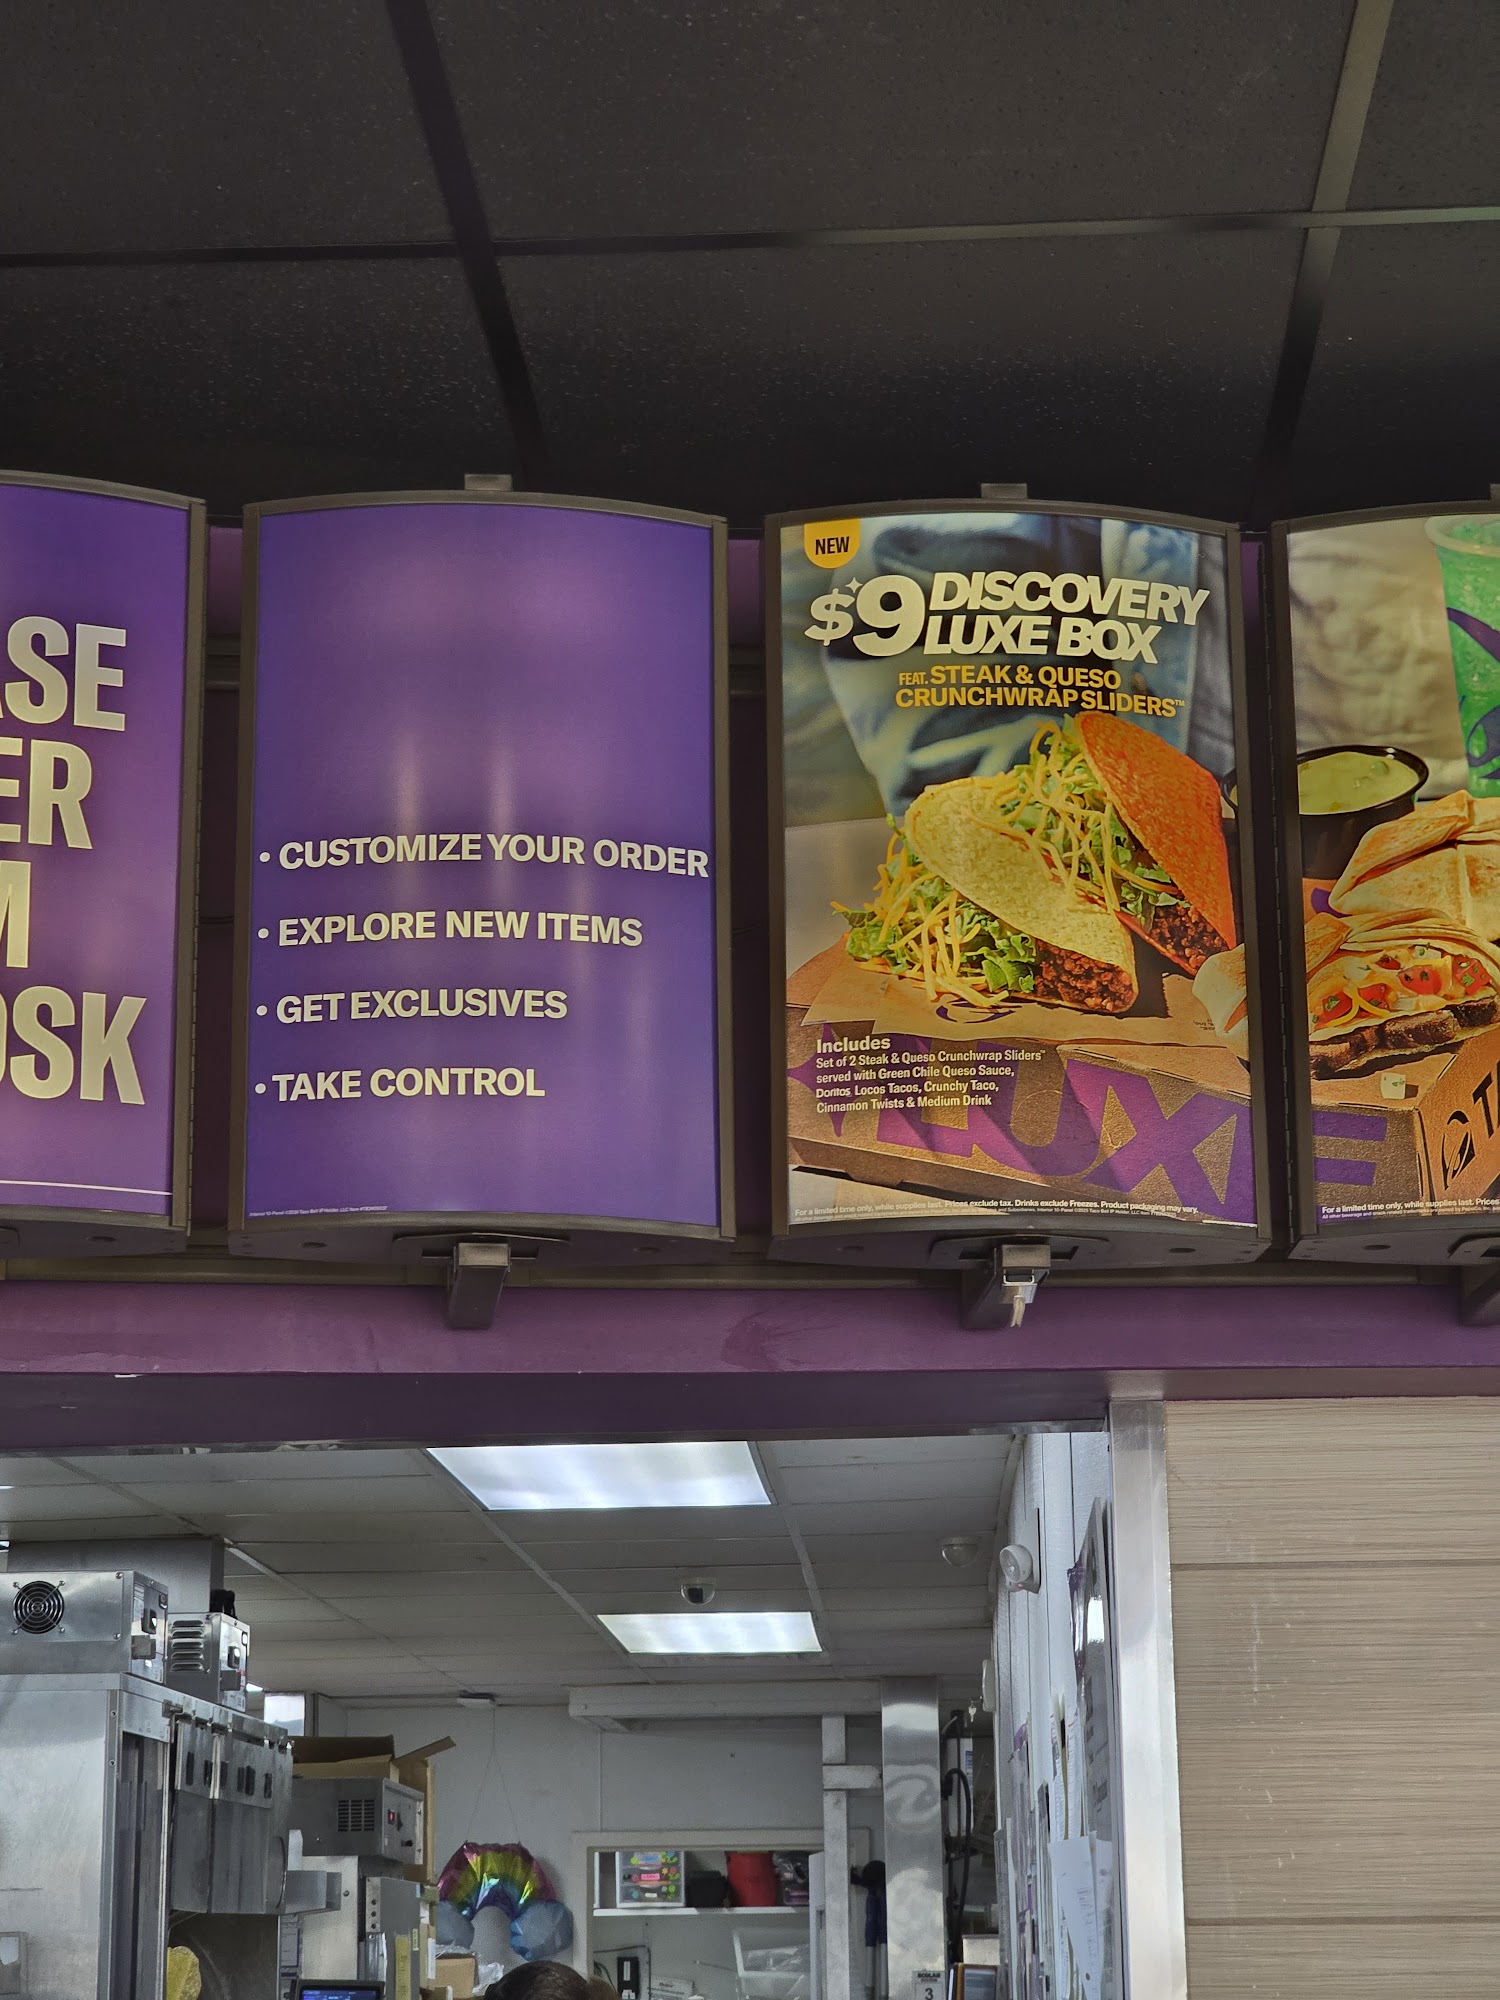 ASE
ER
M
OSK
• CUSTOMIZE YOUR ORDER
• EXPLORE NEW ITEMS
• GET EXCLUSIVES
• TAKE CONTROL
NEW
$9 DISCOVERY
LUXE BOX
FEAT. STEAK & QUESO
CRUNCHWRAP SLIDERS™
Includes
Set of 2 Steak & Queso Crunchwrap Sliders™
served with Green Chile Queso Sauce,
Doritos Locos Tacos, Crunchy Taco,
Cinnamon Twists & Medium Drink
LUXE
For a limited time only, while supplies last. Prices exclude tax. Drinks exclude Freezes. Product packaging may vary.
TA
For a limited time only, while supplies last. Prices
3